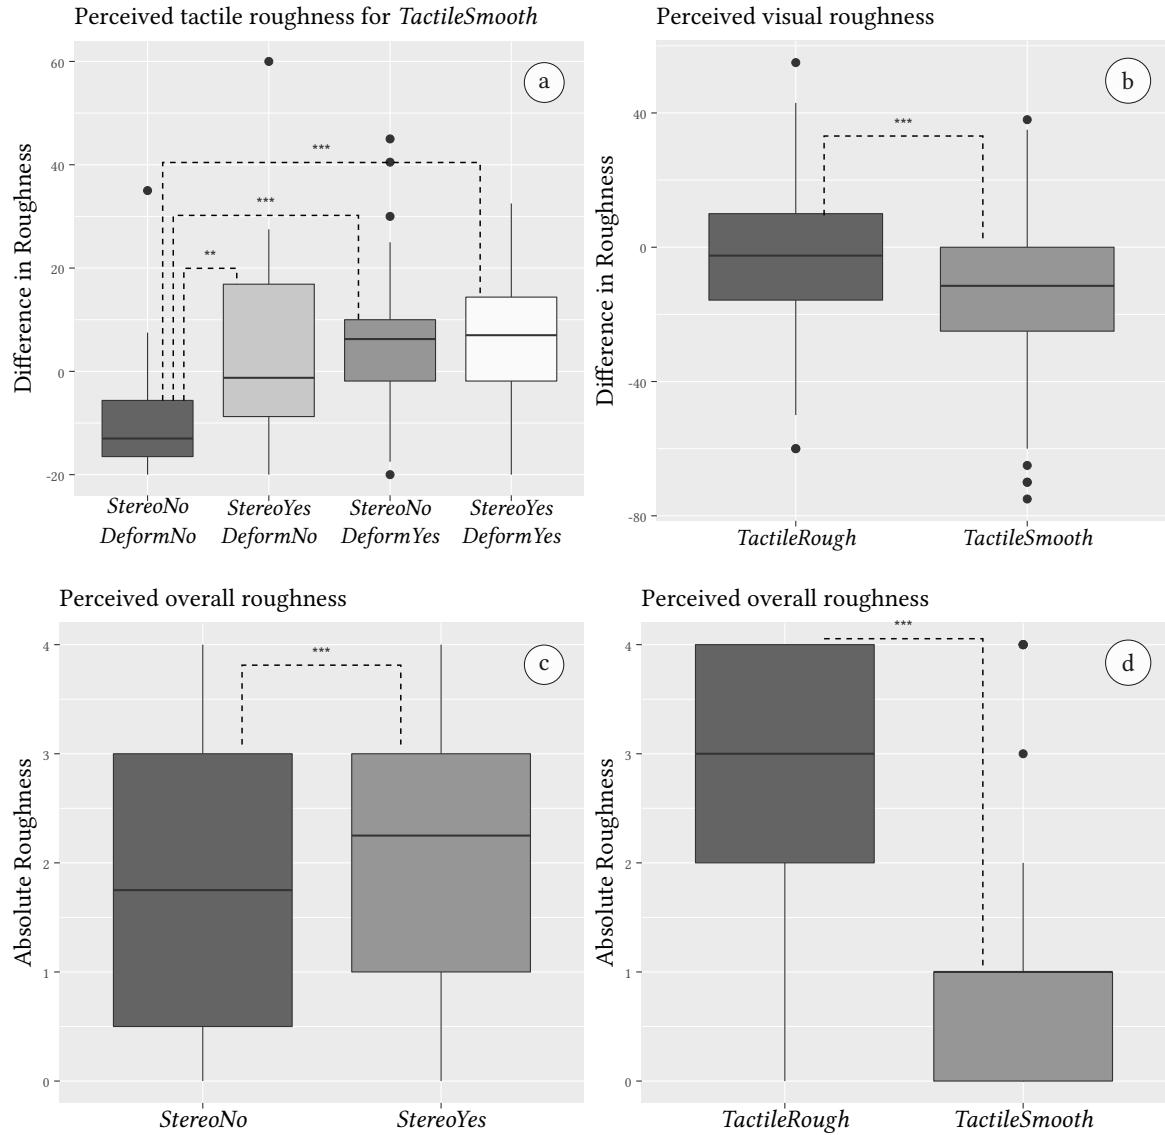 Perceived tactile roughness for TactileSmooth
a
Difference in Roughness
60
40
20
0
-20
***
***
**
StereoNo DeformNo
StereoYes DeformNo
StereoNo DeformYes
StereoYes DeformYes
Perceived visual roughness
b
Difference in Roughness
40
0
-40
-80
***
TactileRough
TactileSmooth
Perceived overall roughness
c
Absolute Roughness
4
3
2
1
0
***
StereoNo
StereoYes
Perceived overall roughness
d
Absolute Roughness
4
3
2
1
0
***
TactileRough
TactileSmooth